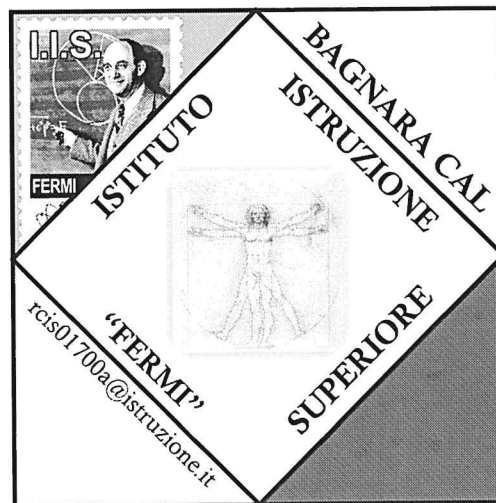 I.I.S.
FERMI
BAGNARA CAL
ISTITUTO
ISTRUZIONE
"FERMI"
SUPERIORE
rcis01700a@istruzione.it